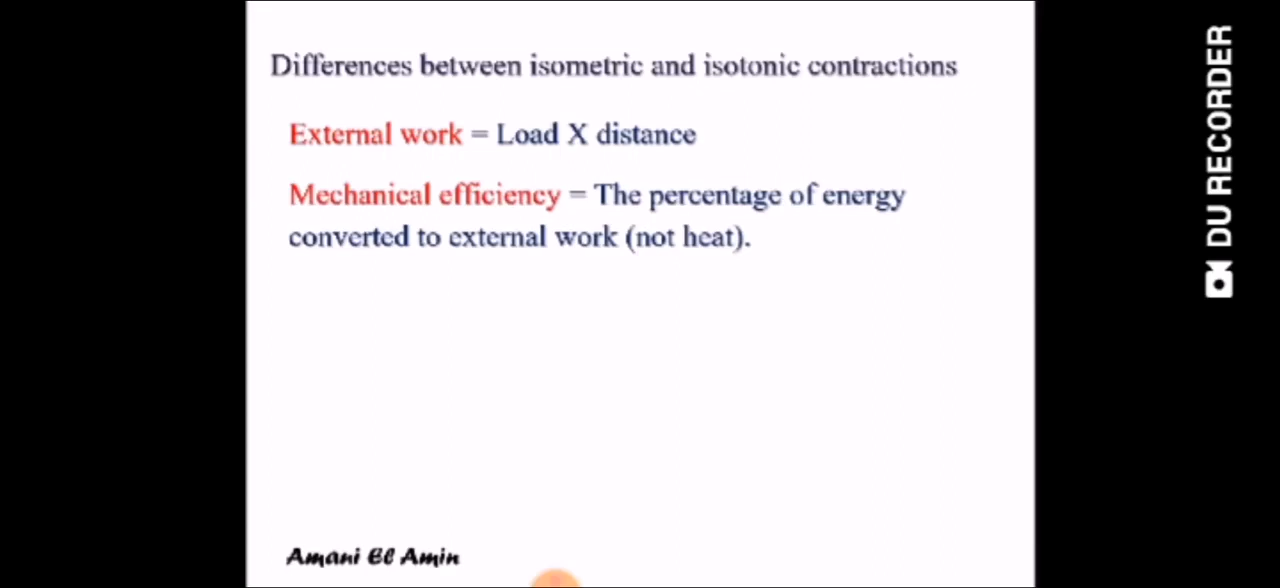 Differences between isometric and isotonic contractions
External work = Load X distance
Mechanical efficiency = The percentage of energy
converted to external work (not heat).
Amani El Amin
DU RECORDER